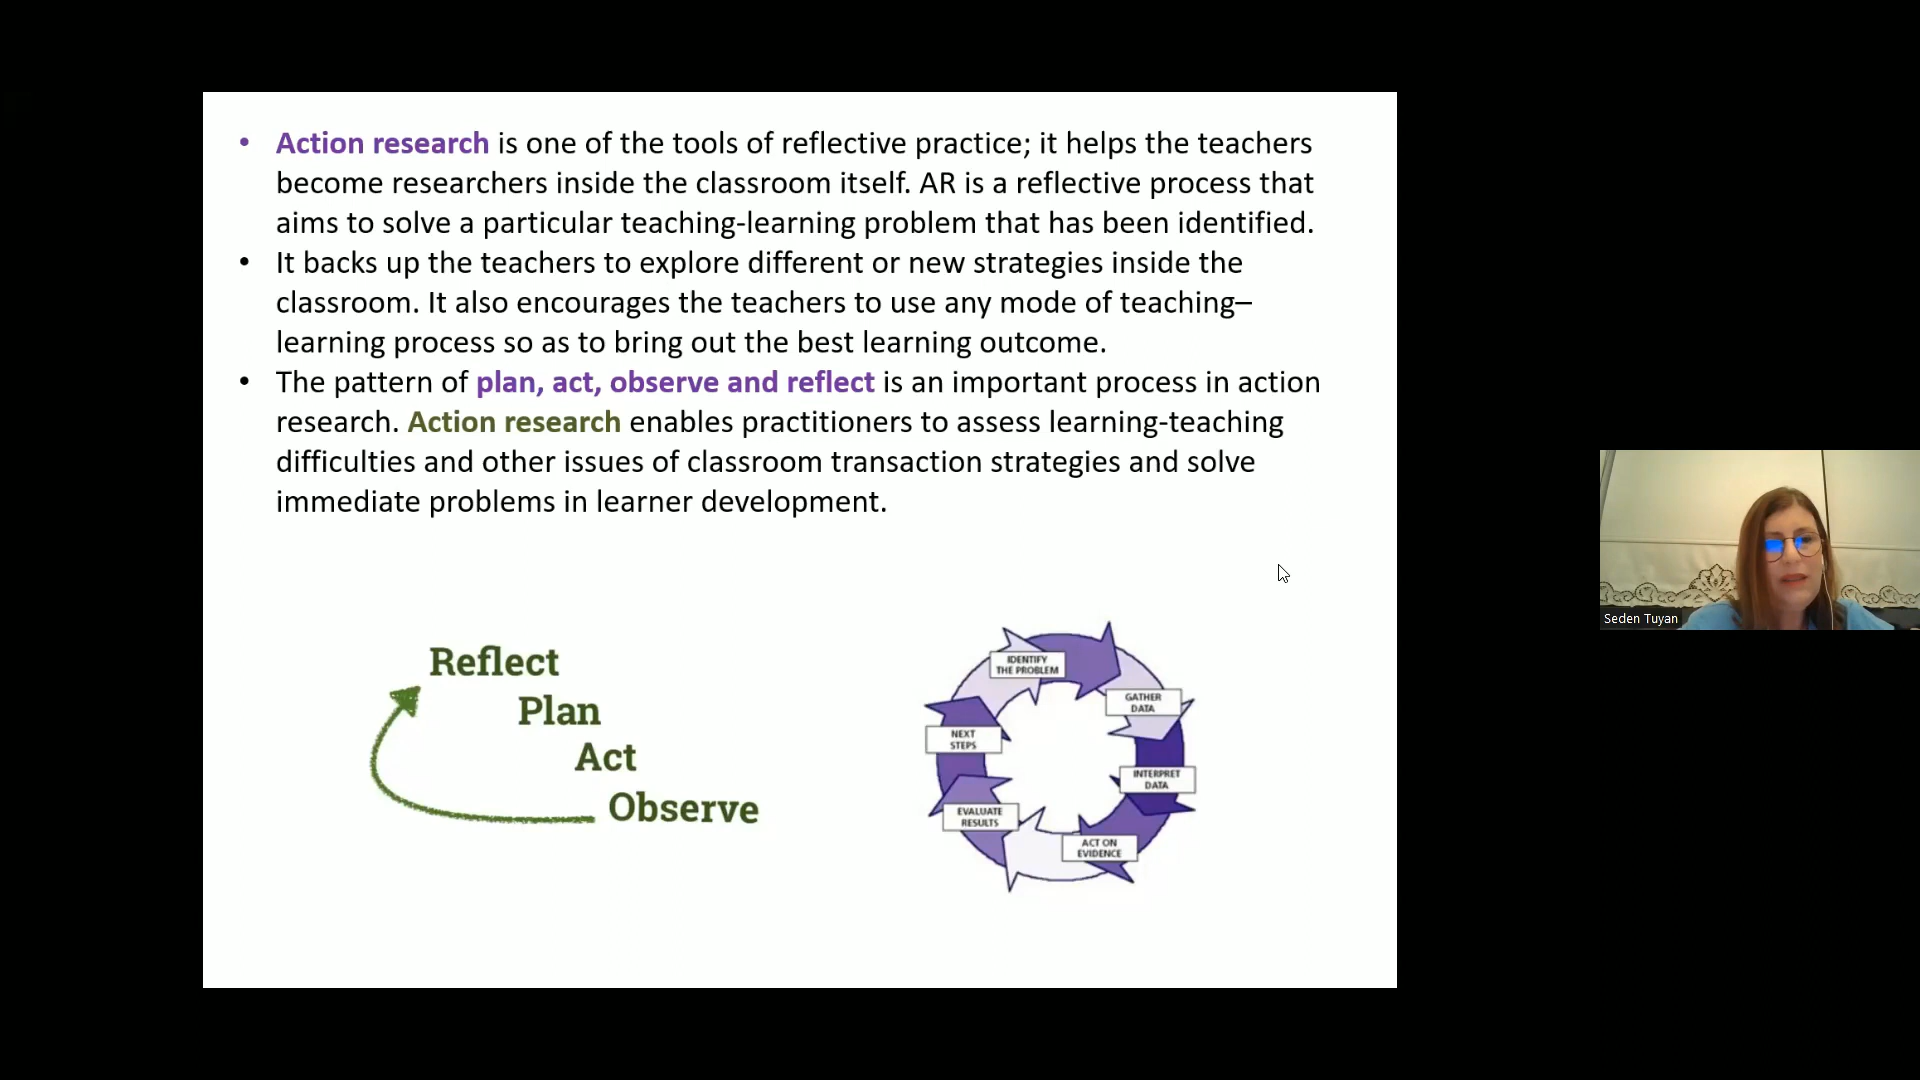 • Action research is one of the tools of reflective practice; it helps the teachers
become researchers inside the classroom itself. AR is a reflective process that
aims to solve a particular teaching-learning problem that has been identified.
• It backs up the teachers to explore different or new strategies inside the
classroom. It also encourages the teachers to use any mode of teaching–
learning process so as to bring out the best learning outcome.
• The pattern of plan, act, observe and reflect is an important process in action
research. Action research enables practitioners to assess learning-teaching
difficulties and other issues of classroom transaction strategies and solve
immediate problems in learner development.
Reflect
Plan
Act
Observe
IDENTIFY
THE PROBLEM
GATHER
DATA
INTERPRET
DATA
ACT ON
EVIDENCE
EVALUATE
RESULTS
NEXT
STEPS
Seden Tuyan